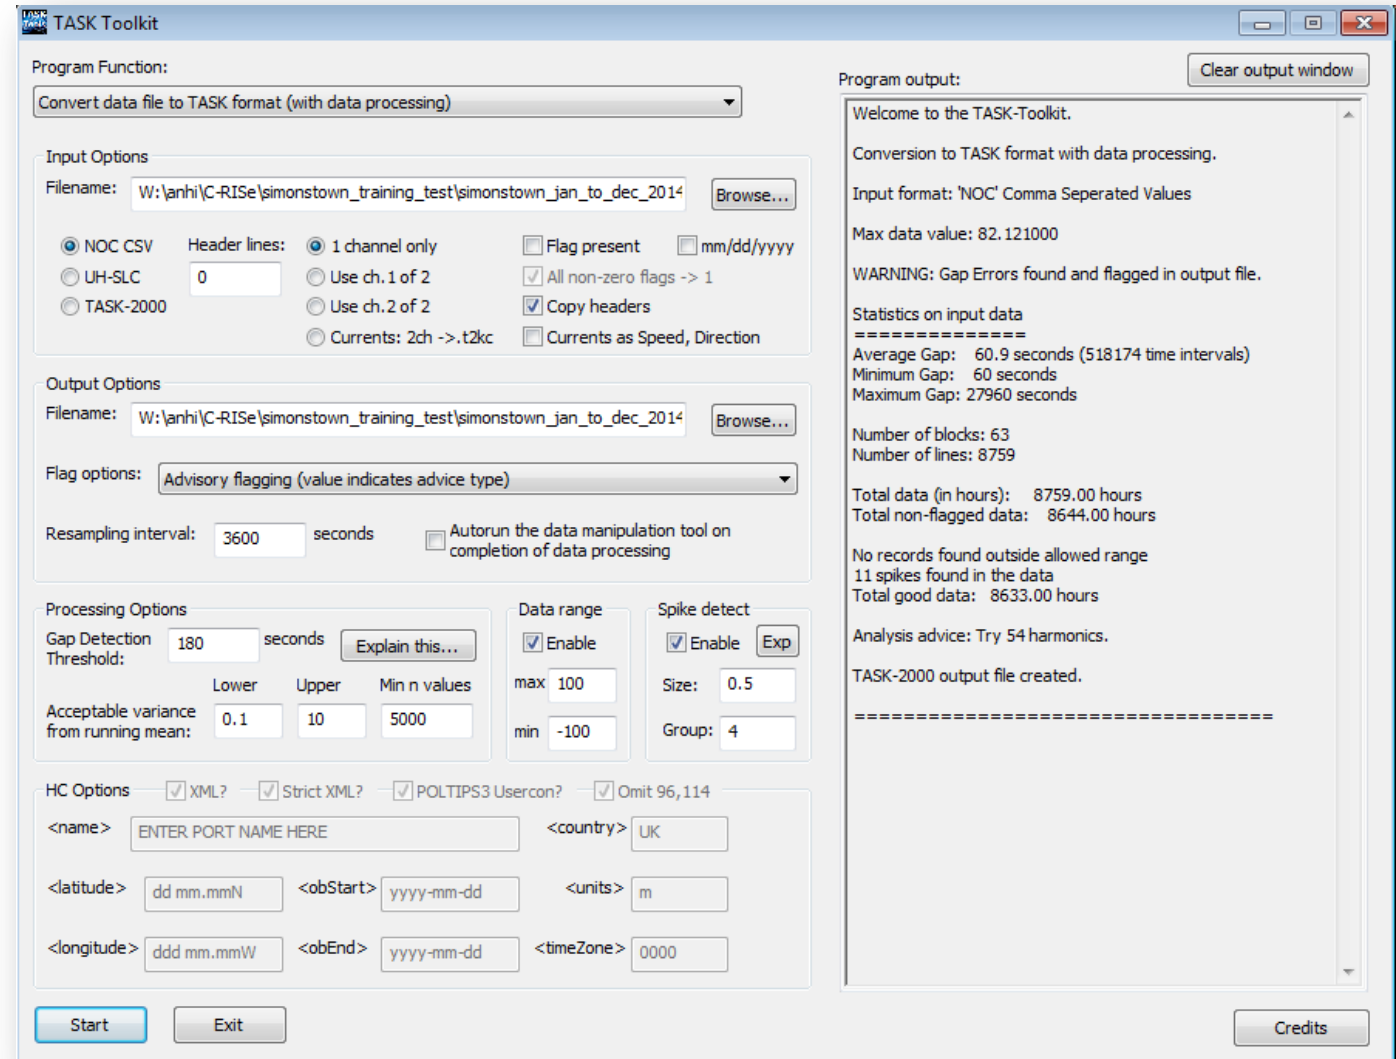 TASK Toolkit
Program Function:
Convert data file to TASK format (with data processing)
Input Options
Filename: W:\anhi\C-RISe\simonstown_training_test\simonstown_jan_to_dec_2014 Browse...
NOC CSV Header lines: 1 channel only Flag present mm/dd/yyyy
UH-SLC 0 Use ch.1 of 2 All non-zero flags -> 1
TASK-2000 Use ch.2 of 2 Copy headers
Currents: 2ch ->.t2kc Currents as Speed, Direction
Output Options
Filename: W:\anhi\C-RISe\simonstown_training_test\simonstown_jan_to_dec_2014 Browse...
Flag options: Advisory flagging (value indicates advice type)
Resampling interval: 3600 seconds Autorun the data manipulation tool on
completion of data processing
Processing Options
Gap Detection
Threshold: 180 seconds Explain this...
Lower Upper Min n values
Acceptable variance
from running mean: 0.1 10 5000
Data range
Enable
max 100
min -100
Spike detect
Enable Exp
Size: 0.5
Group: 4
HC Options XML? Strict XML? POLTIPS3 Usercon? Omit 96,114
<name> ENTER PORT NAME HERE <country> UK
<latitude> dd mm.mmN <obStart> yyyy-mm-dd <units> m
<longitude> ddd mm.mmW <obEnd> yyyy-mm-dd <timeZone> 0000
Start Exit
Program output: Clear output window
Welcome to the TASK-Toolkit.
Conversion to TASK format with data processing.
Input format: 'NOC' Comma Seperated Values
Max data value: 82.121000
WARNING: Gap Errors found and flagged in output file.
Statistics on input data
==============
Average Gap: 60.9 seconds (518174 time intervals)
Minimum Gap: 60 seconds
Maximum Gap: 27960 seconds
Number of blocks: 63
Number of lines: 8759
Total data (in hours): 8759.00 hours
Total non-flagged data: 8644.00 hours
No records found outside allowed range
11 spikes found in the data
Total good data: 8633.00 hours
Analysis advice: Try 54 harmonics.
TASK-2000 output file created.
==================================
Credits